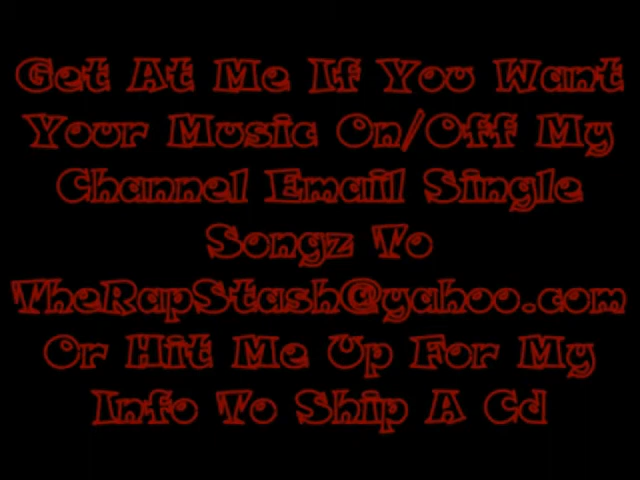 Get At Me If You Want
Your Music On/Off My
Channel Email Single
Songz To
TheRapStash@yahoo.com
Or Hit Me Up For My
Info To Ship A Cd